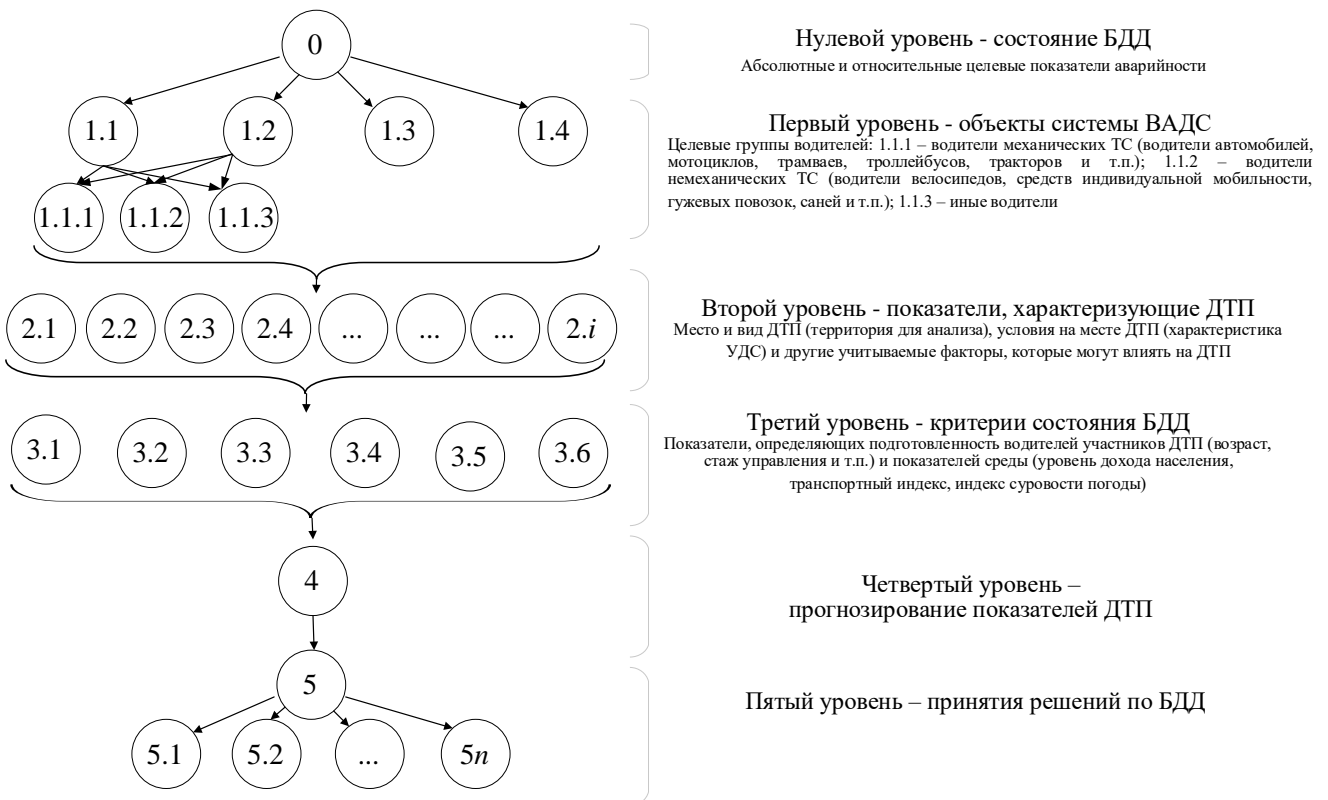 0
Нулевой уровень - состояние БДД
Абсолютные и относительные целевые показатели аварийности
1.1
1.2
1.3
1.4
Первый уровень - объекты системы ВАДС
Целевые группы водителей: 1.1.1 – водители механических ТС (водители автомобилей,
мотоциклов, трамваев, троллейбусов, тракторов и т.п.); 1.1.2 – водители
немеханических ТС (водители велосипедов, средств индивидуальной мобильности,
гужевых повозок, саней и т.п.); 1.1.3 – иные водители
1.1.1
1.1.2
1.1.3
2.1
2.2
2.3
2.4
...
...
...
2.i
Второй уровень - показатели, характеризующие ДТП
Место и вид ДТП (территория для анализа), условия на месте ДТП (характеристика
УДС) и другие учитываемые факторы, которые могут влиять на ДТП
3.1
3.2
3.3
3.4
3.5
3.6
Третий уровень - критерии состояния БДД
Показатели, определяющих подготовленность водителей участников ДТП (возраст,
стаж управления и т.п.) и показателей среды (уровень дохода населения,
транспортный индекс, индекс суровости погоды)
4
Четвертый уровень –
прогнозирование показателей ДТП
5
Пятый уровень – принятия решений по БДД
5.1
5.2
...
5n